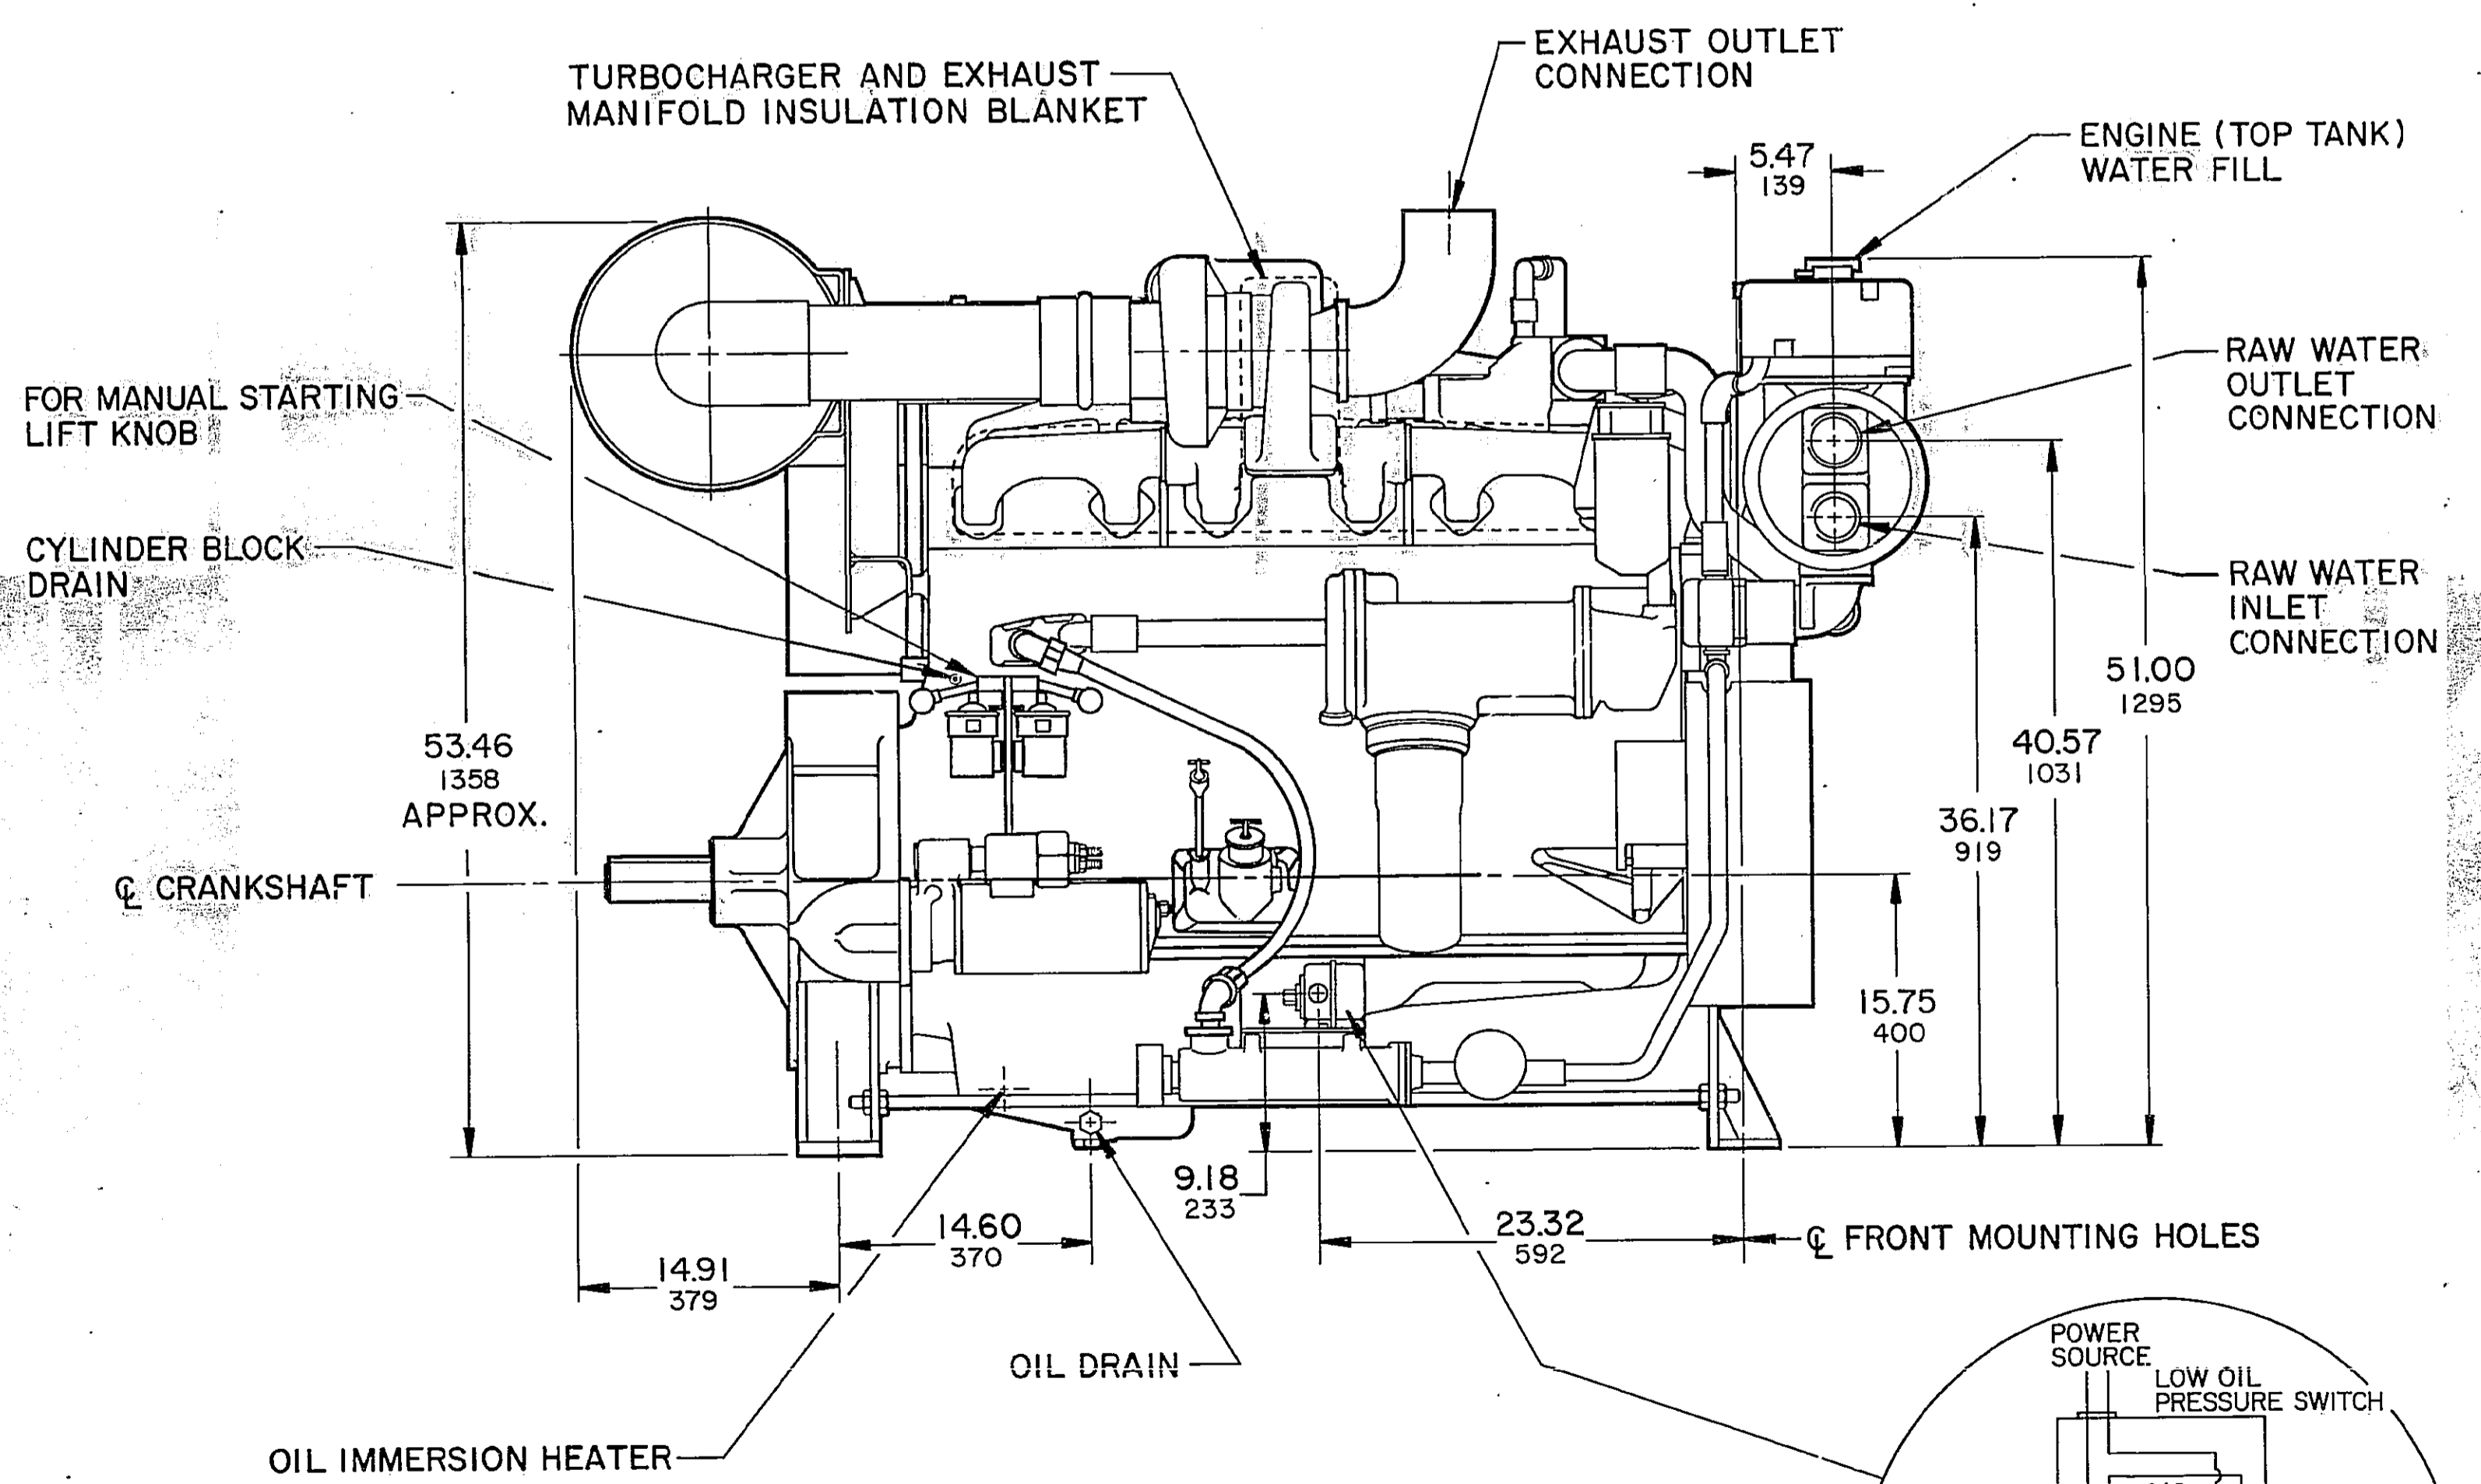 EXHAUST OUTLET
CONNECTION
TURBOCHARGER AND EXHAUST
MANIFOLD INSULATION BLANKET
ENGINE (TOP TANK)
WATER FILL
5.47
139
RAW WATER
OUTLET
CONNECTION
FOR MANUAL STARTING
LIFT KNOB
CYLINDER BLOCK
DRAIN
RAW WATER
INLET
CONNECTION
51.00
1295
53.46
1358
APPROX.
40.57
1031
36.17
919
℄ CRANKSHAFT
15.75
400
9.18
233
14.60
370
23.32
592
℄ FRONT MOUNTING HOLES
14.91
379
OIL DRAIN
POWER
SOURCE
LOW OIL
PRESSURE SWITCH
OIL IMMERSION HEATER